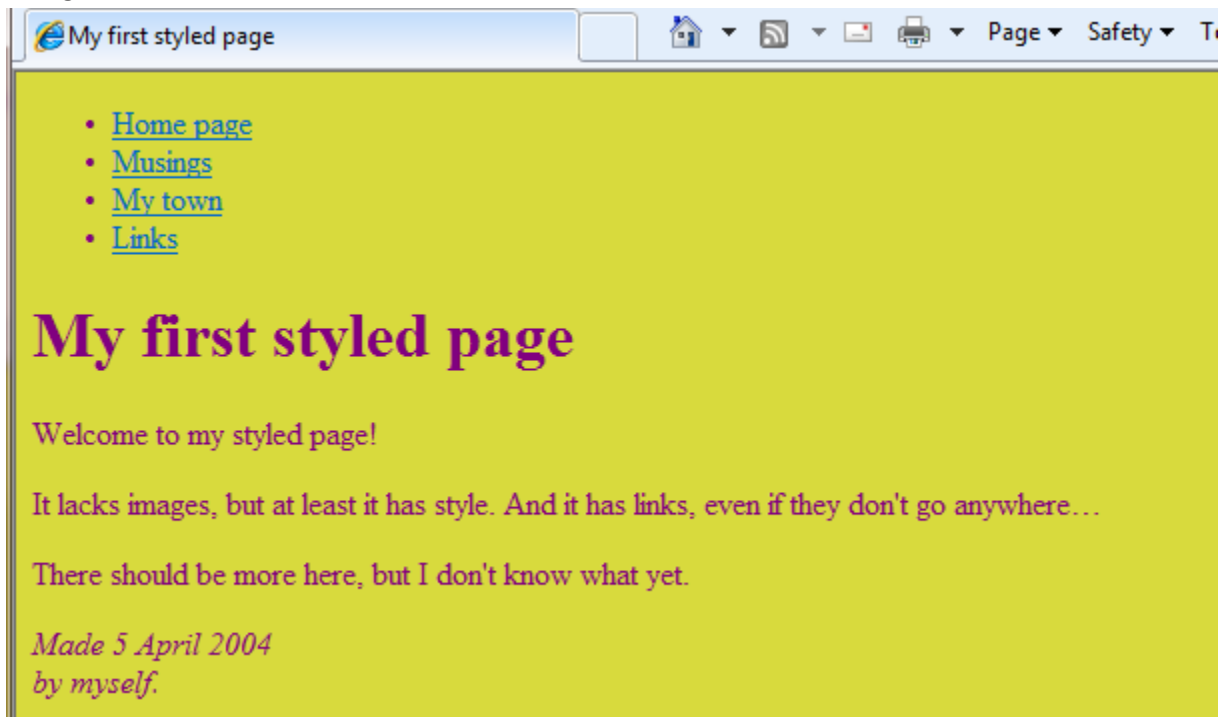 My first styled page
Page Safety
• Home page
• Musings
• My town
• Links
My first styled page
Welcome to my styled page!
It lacks images, but at least it has style. And it has links, even if they don't go anywhere…
There should be more here, but I don't know what yet.
Made 5 April 2004
by myself.